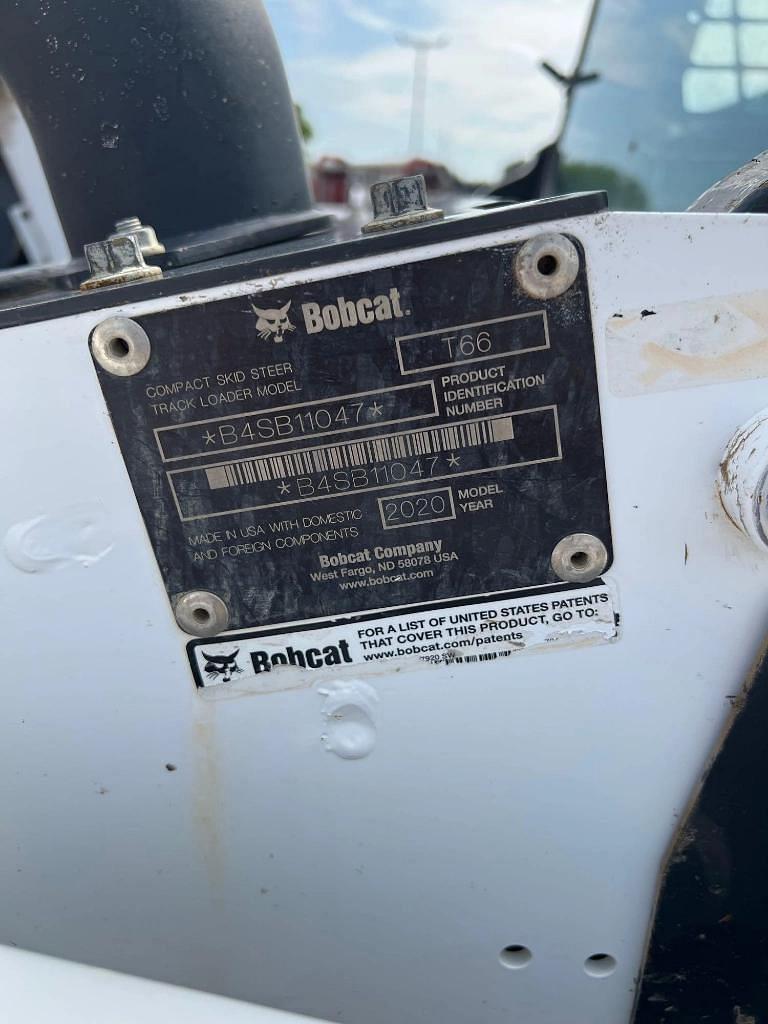 Bobcat.
T66
COMPACT SKID STEER
TRACK LOADER MODEL
PRODUCT
IDENTIFICATION
NUMBER
*B4SB11047*
*B4SB11047*
2020
MODEL
YEAR
MADE IN USA WITH DOMESTIC
AND FOREIGN COMPONENTS
Bobcat Company
West Fargo, ND 58078 USA
www.bobcat.com
Bobcat
FOR A LIST OF UNITED STATES PATENTS
THAT COVER THIS PRODUCT, GO TO:
www.bobcat.com/patents